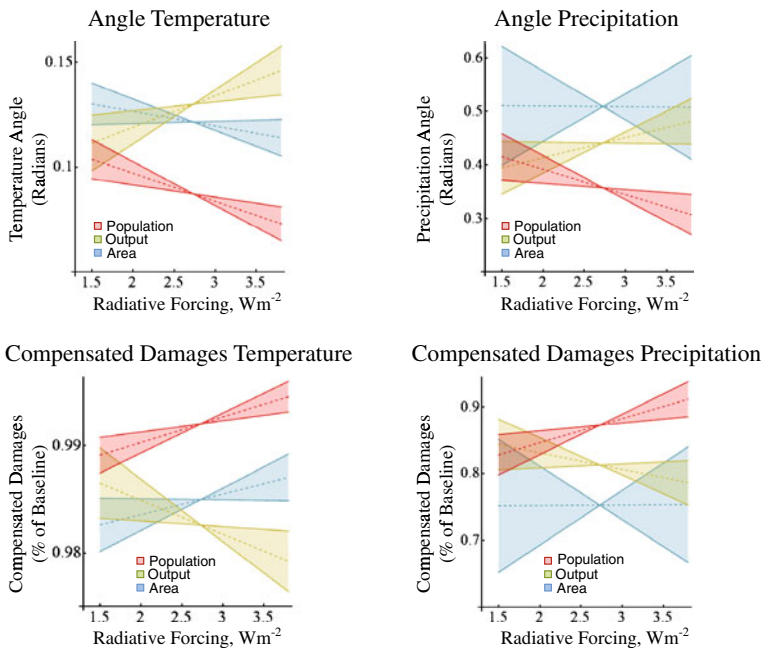 Angle Temperature
0.15
0.1
Temperature Angle
(Radians)
Population
Output
Area
1.5 2 2.5 3 3.5
Radiative Forcing, Wm-2
Angle Precipitation
0.6
0.5
0.4
0.3
Precipitation Angle
(Radians)
Population
Output
Area
1.5 2 2.5 3 3.5
Radiative Forcing, Wm-2
Compensated Damages Temperature
0.99
0.98
Compensated Damages
(% of Baseline)
Population
Output
Area
1.5 2 2.5 3 3.5
Radiative Forcing, Wm-2
Compensated Damages Precipitation
0.9
0.8
0.7
Compensated Damages
(% of Baseline)
Population
Output
Area
1.5 2 2.5 3 3.5
Radiative Forcing, Wm-2